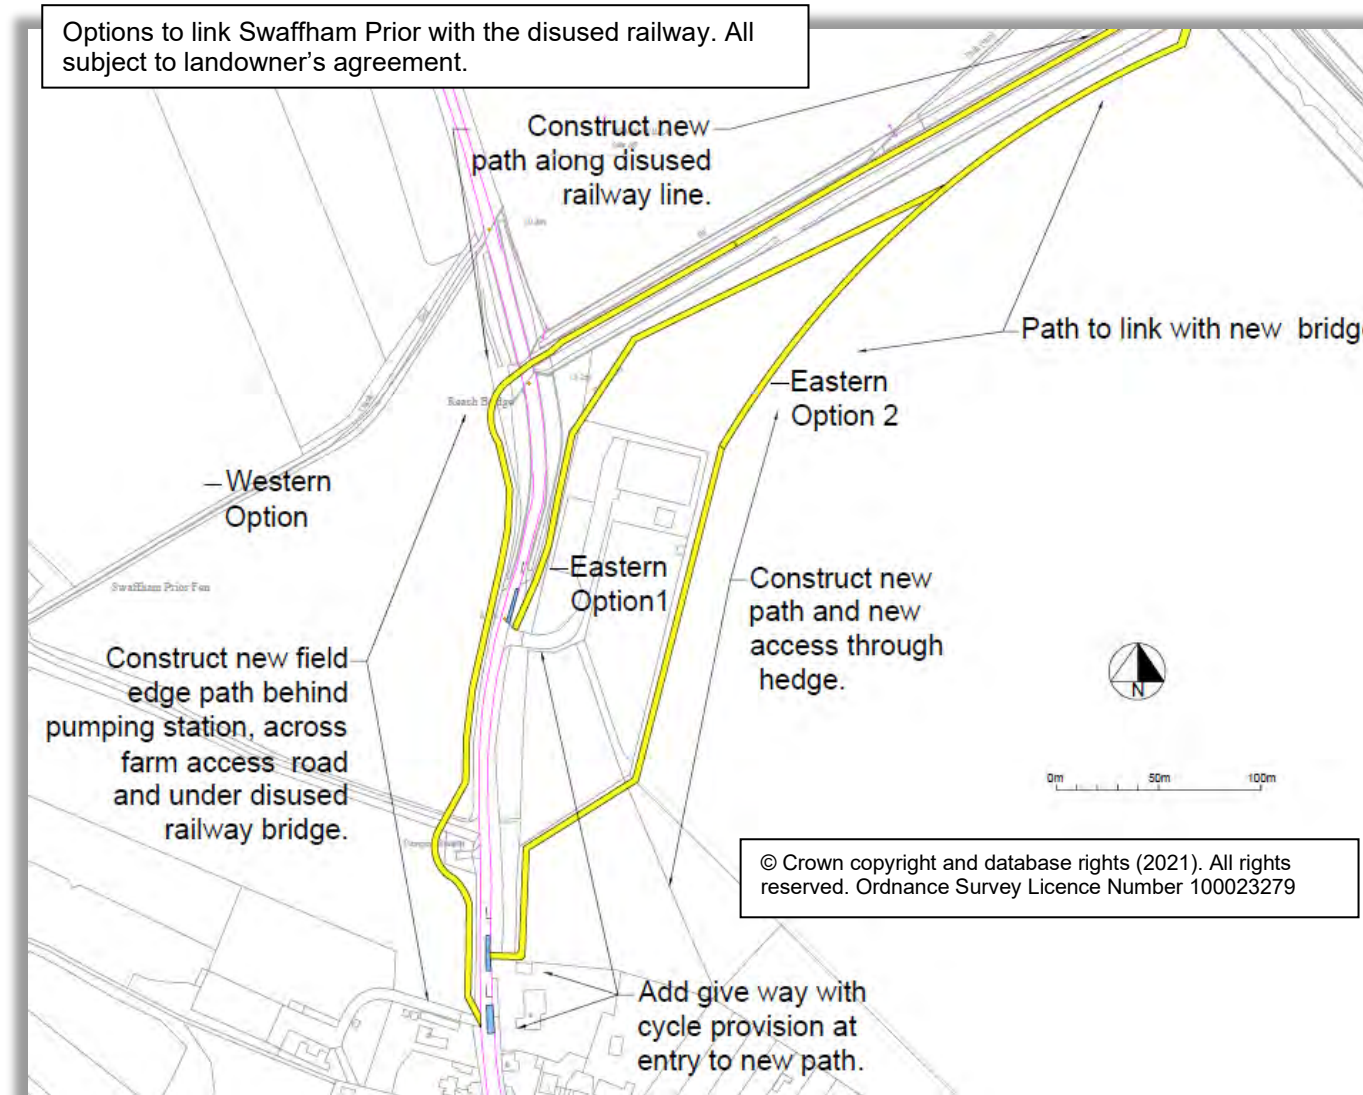 Options to link Swaffham Prior with the disused railway. All
subject to landowner's agreement.
Construct new
path along disused
railway line.
Path to link with new bridg
Eastern
Option 2
Reach Bridge
Western
Option
Eastern
Option1
Construct new
path and new
access through
hedge.
Swaffham Prior Fen
Construct new field
edge path behind
pumping station, across
farm access road
and under disused
railway bridge.
N
0m 50m 100m
© Crown copyright and database rights (2021). All rights
reserved. Ordnance Survey Licence Number 100023279
Add give way with
cycle provision at
entry to new path.